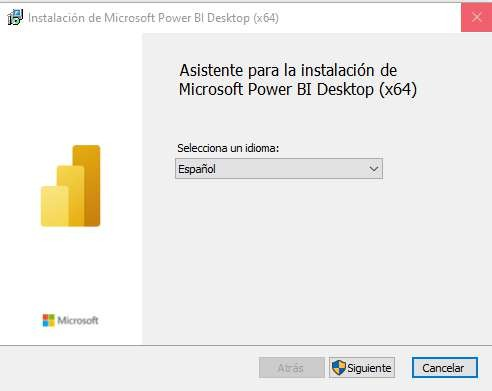 Instalación de Microsoft Power BI Desktop (x64)
Asistente para la instalación de
Microsoft Power BI Desktop (x64)
Selecciona un idioma:
Español
Microsoft
Atrás
Siguiente
Cancelar